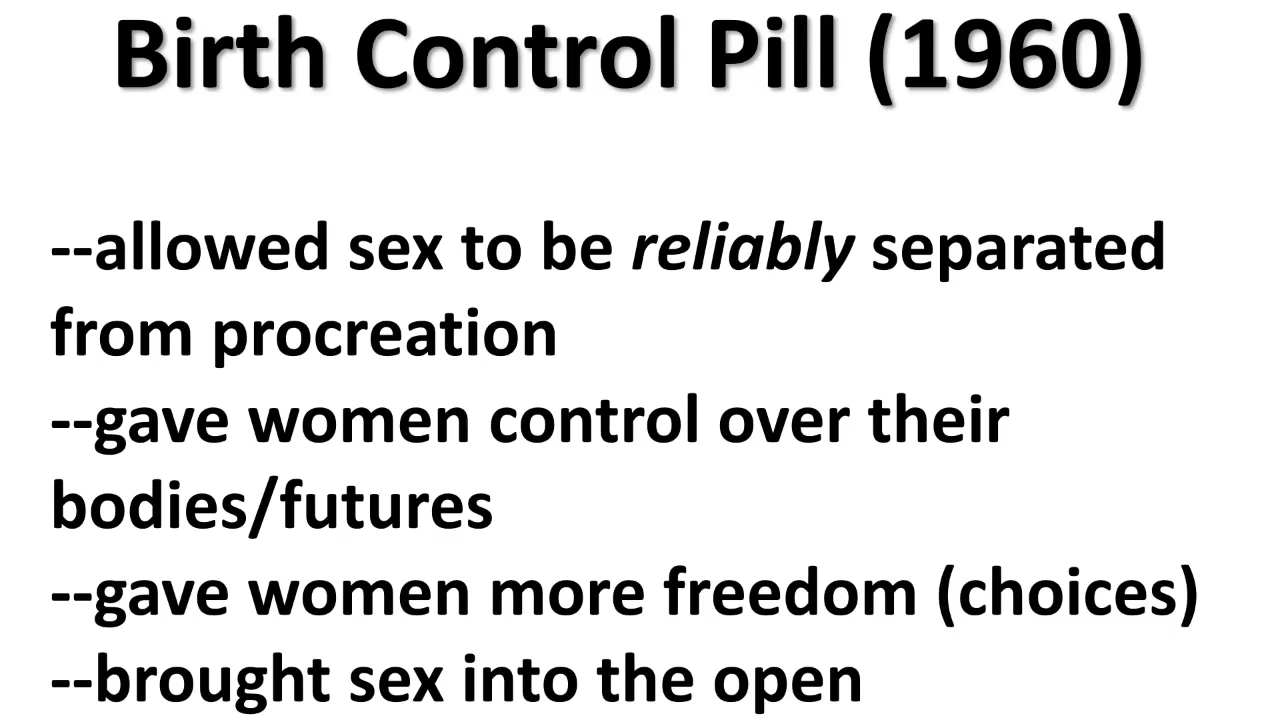 Birth Control Pill (1960)
--allowed sex to be reliably separated
from procreation
--gave women control over their
bodies/futures
--gave women more freedom (choices)
--brought sex into the open